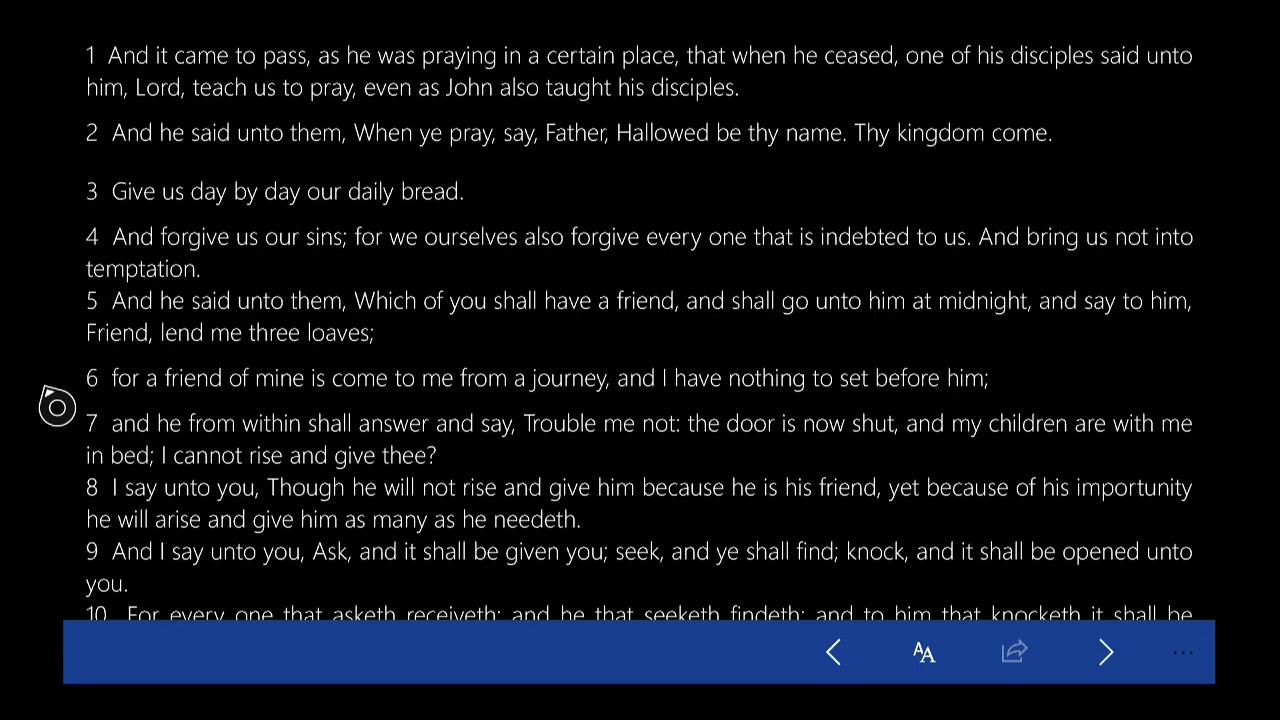 1 And it came to pass, as he was praying in a certain place, that when he ceased, one of his disciples said unto
him, Lord, teach us to pray, even as John also taught his disciples.
2 And he said unto them, When ye pray, say, Father, Hallowed be thy name. Thy kingdom come.
3 Give us day by day our daily bread.
4 And forgive us our sins; for we ourselves also forgive every one that is indebted to us. And bring us not into
temptation.
5 And he said unto them, Which of you shall have a friend, and shall go unto him at midnight, and say to him,
Friend, lend me three loaves;
6 for a friend of mine is come to me from a journey, and I have nothing to set before him;
7 and he from within shall answer and say, Trouble me not: the door is now shut, and my children are with me
in bed; I cannot rise and give thee?
8 I say unto you, Though he will not rise and give him because he is his friend, yet because of his importunity
he will arise and give him as many as he needeth.
9 And I say unto you, Ask, and it shall be given you; seek, and ye shall find; knock, and it shall be opened unto
you.
10 For every one that asketh receiveth; and he that seeketh findeth; and to him that knocketh it shall be
AA